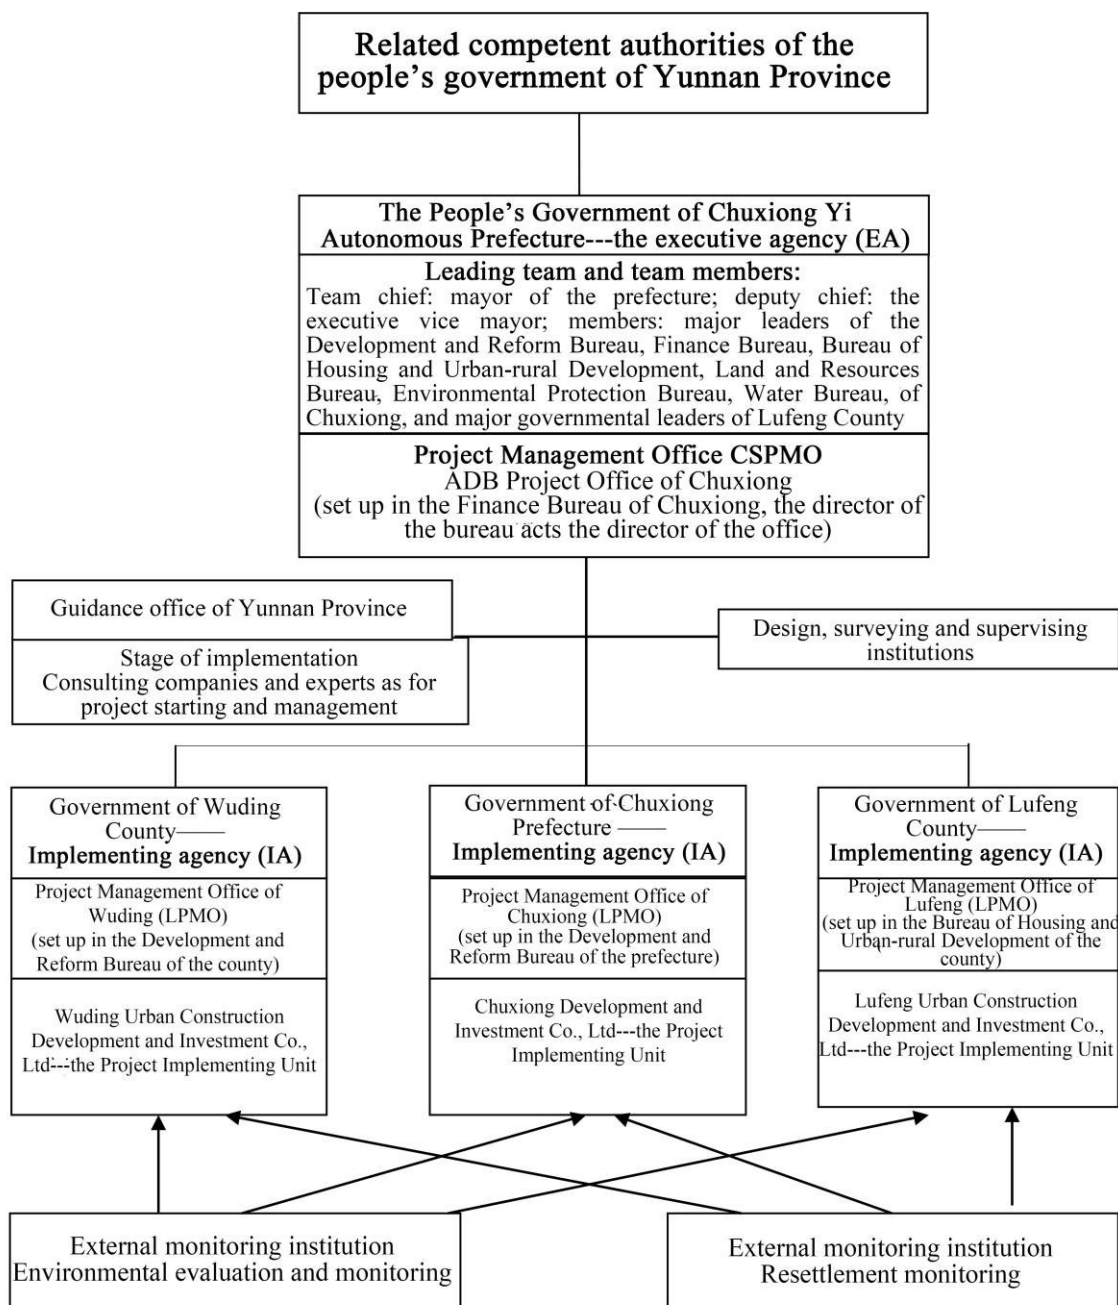 Related competent authorities of the
people's government of Yunnan Province
The People's Government of Chuxiong Yi
Autonomous Prefecture---the executive agency (EA)
Leading team and team members:
Team chief: mayor of the prefecture; deputy chief: the
executive vice mayor; members: major leaders of the
Development and Reform Bureau, Finance Bureau, Bureau of
Housing and Urban-rural Development, Land and Resources
Bureau, Environmental Protection Bureau, Water Bureau, of
Chuxiong, and major governmental leaders of Lufeng County
Project Management Office CSPMO
ADB Project Office of Chuxiong
(set up in the Finance Bureau of Chuxiong, the director of
the bureau acts the director of the office)
Guidance office of Yunnan Province
Stage of implementation
Consulting companies and experts as for
project starting and management
Design, surveying and supervising
institutions
Government of Wuding
County——
Implementing agency (IA)
Project Management Office of
Wuding (LPMO)
(set up in the Development and
Reform Bureau of the county)
Wuding Urban Construction
Development and Investment Co.,
Ltd---the Project Implementing Unit
Government of Chuxiong
Prefecture ——
Implementing agency (IA)
Project Management Office of
Chuxiong (LPMO)
(set up in the Development and
Reform Bureau of the prefecture)
Chuxiong Development and
Investment Co., Ltd---the Project
Implementing Unit
Government of Lufeng
County——
Implementing agency (IA)
Project Management Office of
Lufeng (LPMO)
(set up in the Bureau of Housing and
Urban-rural Development of the
county)
Lufeng Urban Construction
Development and Investment Co.,
Ltd---the Project Implementing Unit
External monitoring institution
Environmental evaluation and monitoring
External monitoring institution
Resettlement monitoring